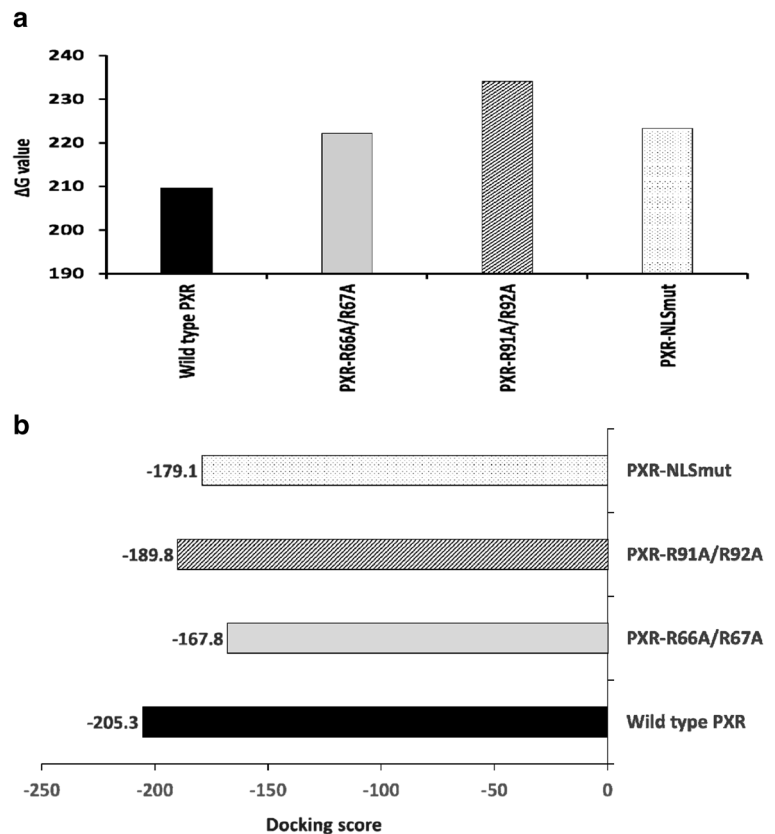 a
240
230
220
210
200
190
ΔG value
Wild type PXR
PXR-R66A/R67A
PXR-R91A/R92A
PXR-NLSmut
b
-179.1
PXR-NLSmut
-189.8
PXR-R91A/R92A
-167.8
PXR-R66A/R67A
-205.3
Wild type PXR
-250
-200
-150
-100
-50
0
Docking score